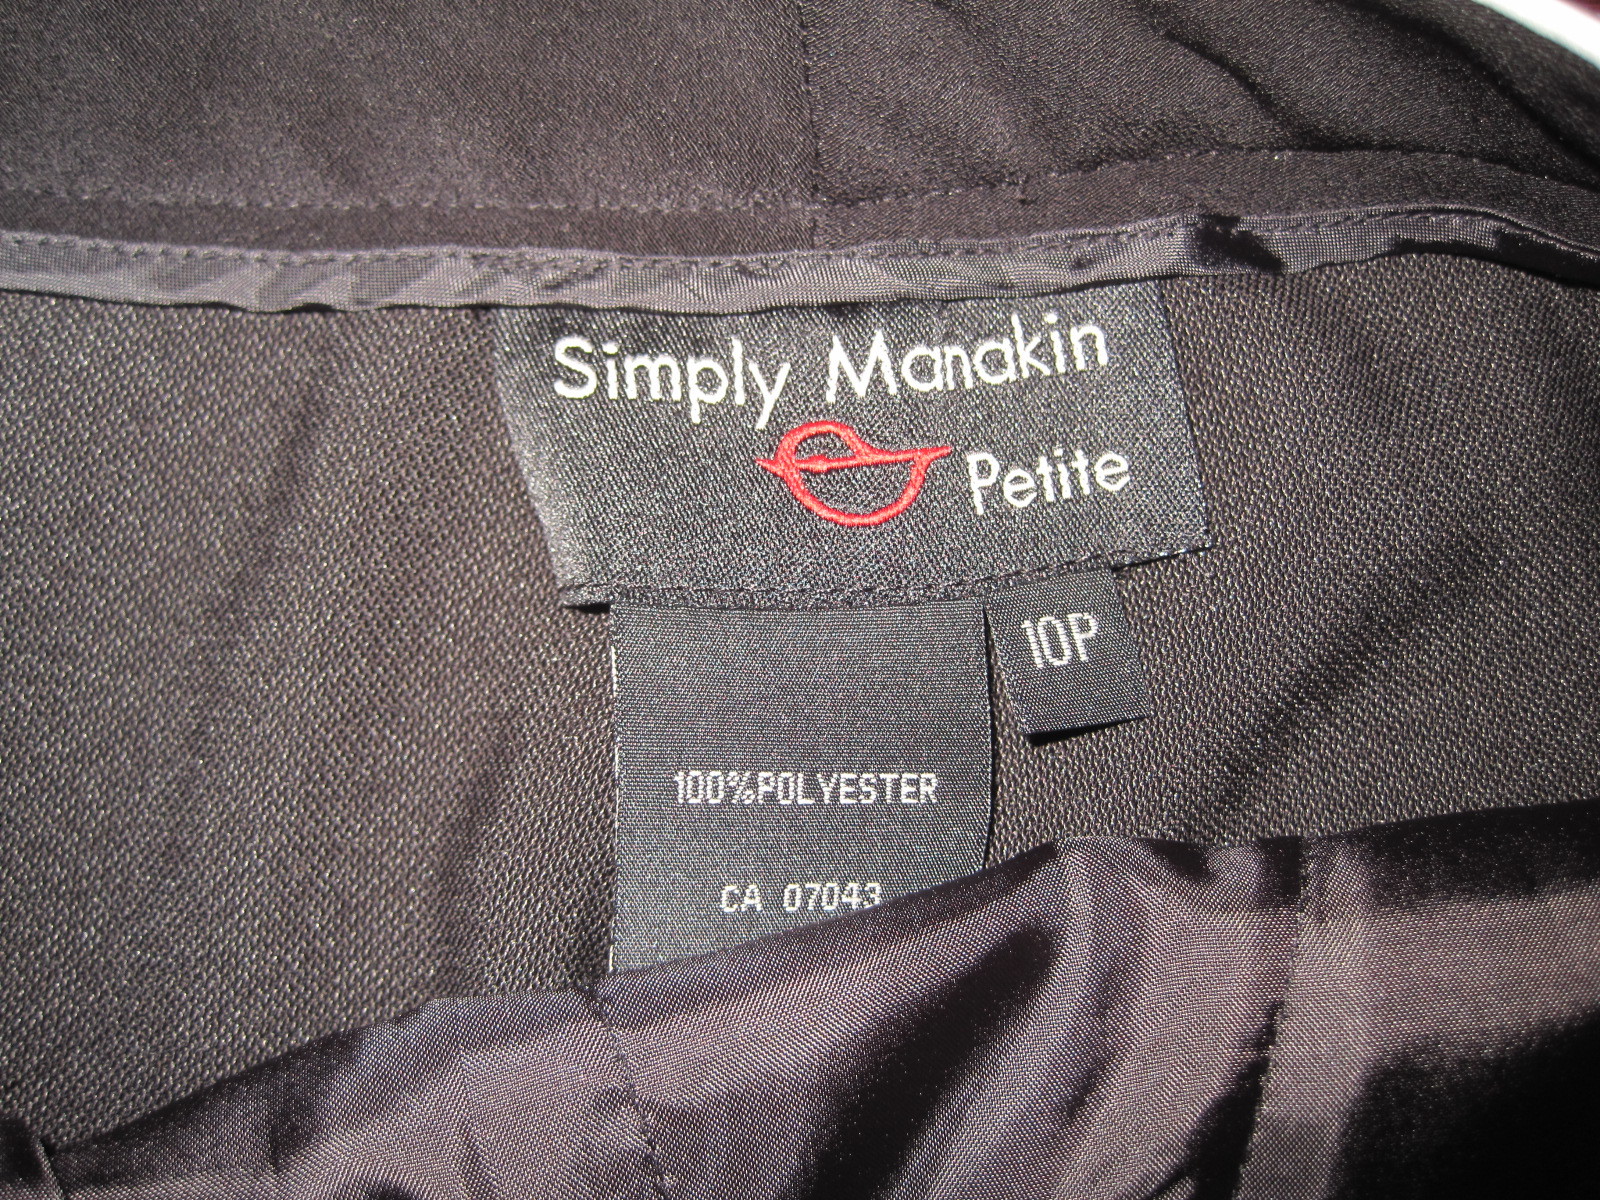 Simply Manakin
Petite
10P
100%POLYESTER
CA 07043